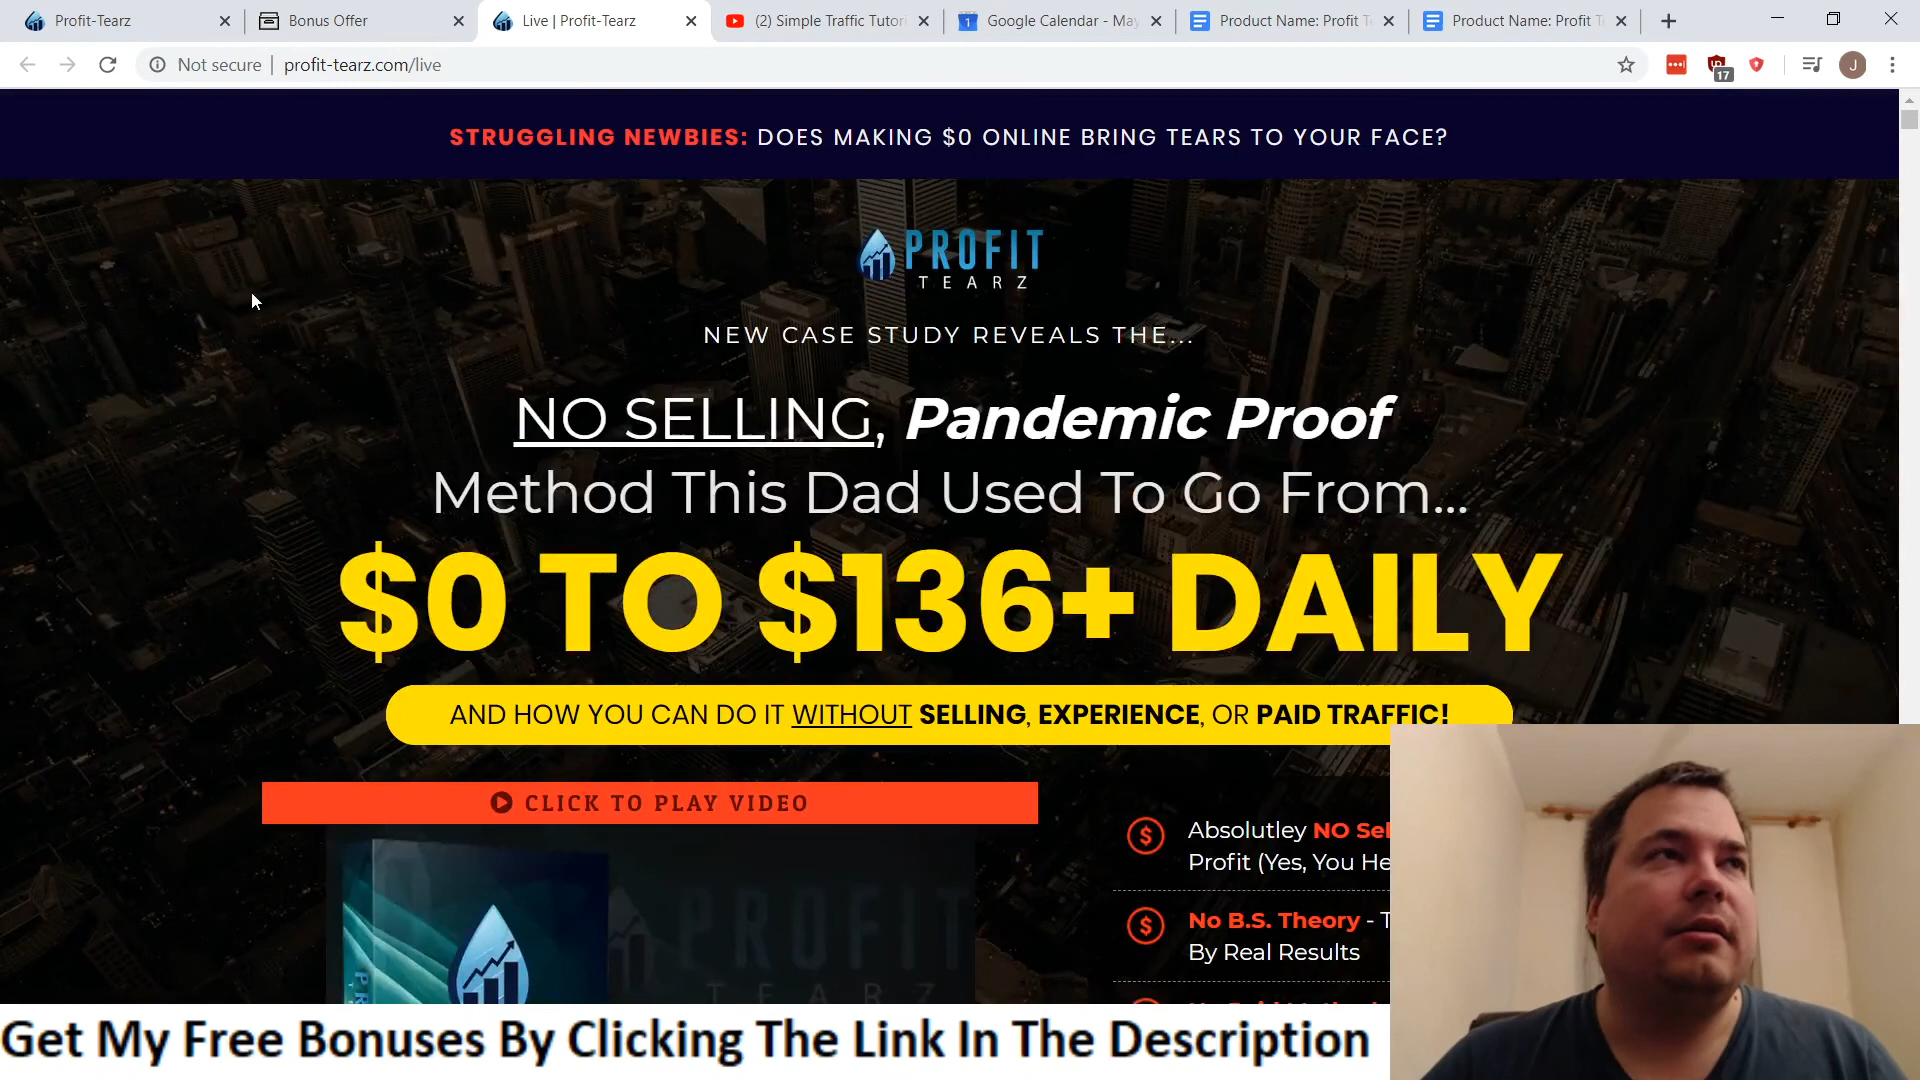 Profit-Tearz
Bonus Offer
Live | Profit-Tearz
(2) Simple Traffic Tutori
Google Calendar - May
Product Name: Profit T
Product Name: Profit T
Not secure | profit-tearz.com/live
17
J
STRUGGLING NEWBIES: DOES MAKING $0 ONLINE BRING TEARS TO YOUR FACE?
PROFIT
TEARZ
NEW CASE STUDY REVEALS THE...
NO SELLING, Pandemic Proof
Method This Dad Used To Go From...
$0 TO $136+ DAILY
AND HOW YOU CAN DO IT WITHOUT SELLING, EXPERIENCE, OR PAID TRAFFIC!
CLICK TO PLAY VIDEO
Absolutley NO Sel
Profit (Yes, You He
No B.S. Theory - T
By Real Results
PROFIT
TEARZ
Get My Free Bonuses By Clicking The Link In The Description